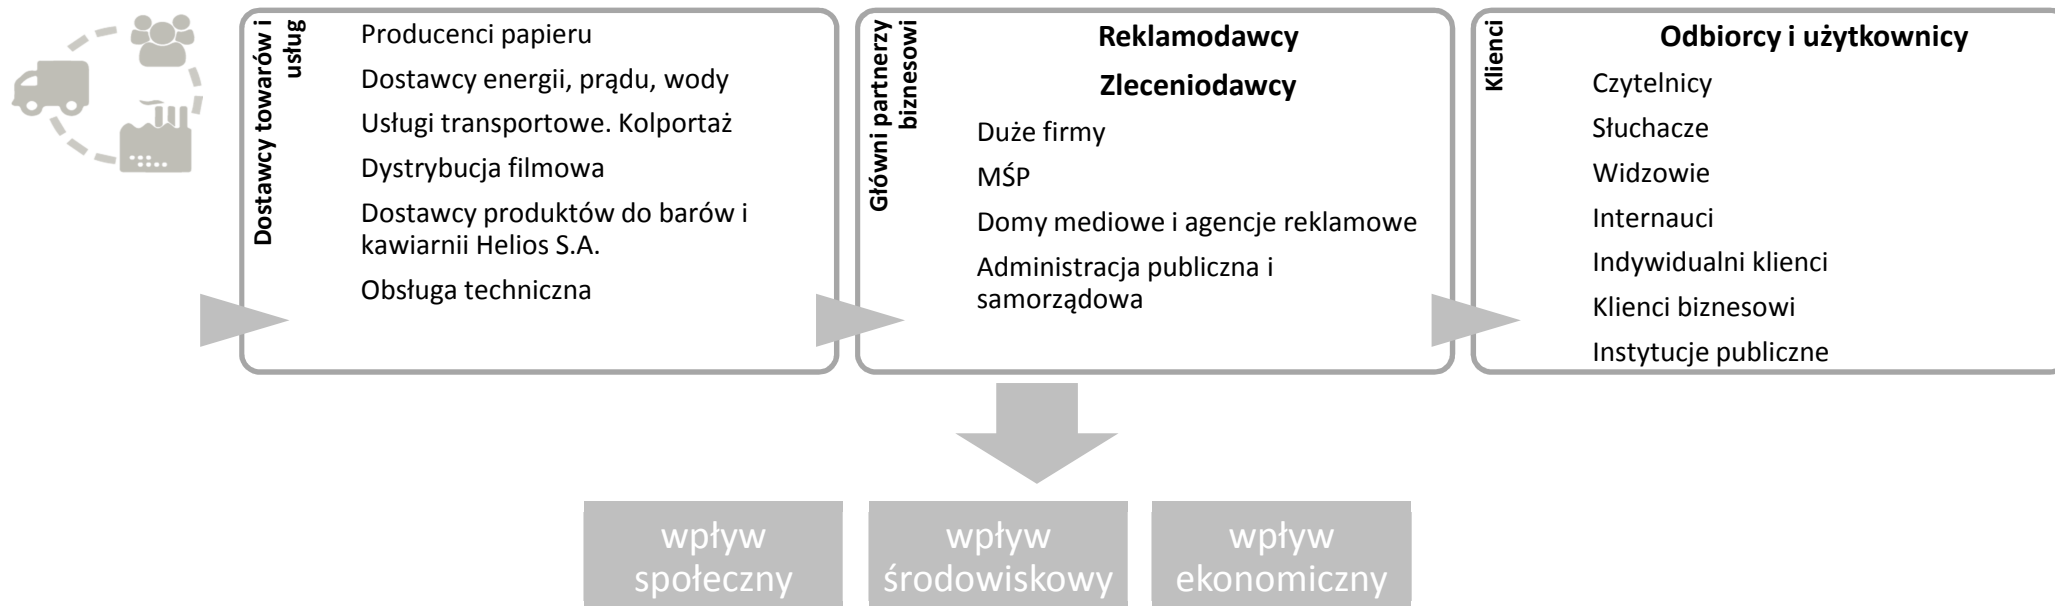 Dostawcy towarów i
usług
Producenci papieru
Dostawcy energii, prądu, wody
Usługi transportowe. Kolportaż
Dystrybucja filmowa
Dostawcy produktów do barów i
kawiarnii Helios S.A.
Obsługa techniczna
Główni partnerzy
biznesowi
Reklamodawcy
Zleceniodawcy
Duże firmy
MŚP
Domy mediowe i agencje reklamowe
Administracja publiczna i
samorządowa
Klienci
Odbiorcy i użytkownicy
Czytelnicy
Słuchacze
Widzowie
Internauci
Indywidualni klienci
Klienci biznesowi
Instytucje publiczne
wpływ
społeczny
wpływ
środowiskowy
wpływ
ekonomiczny